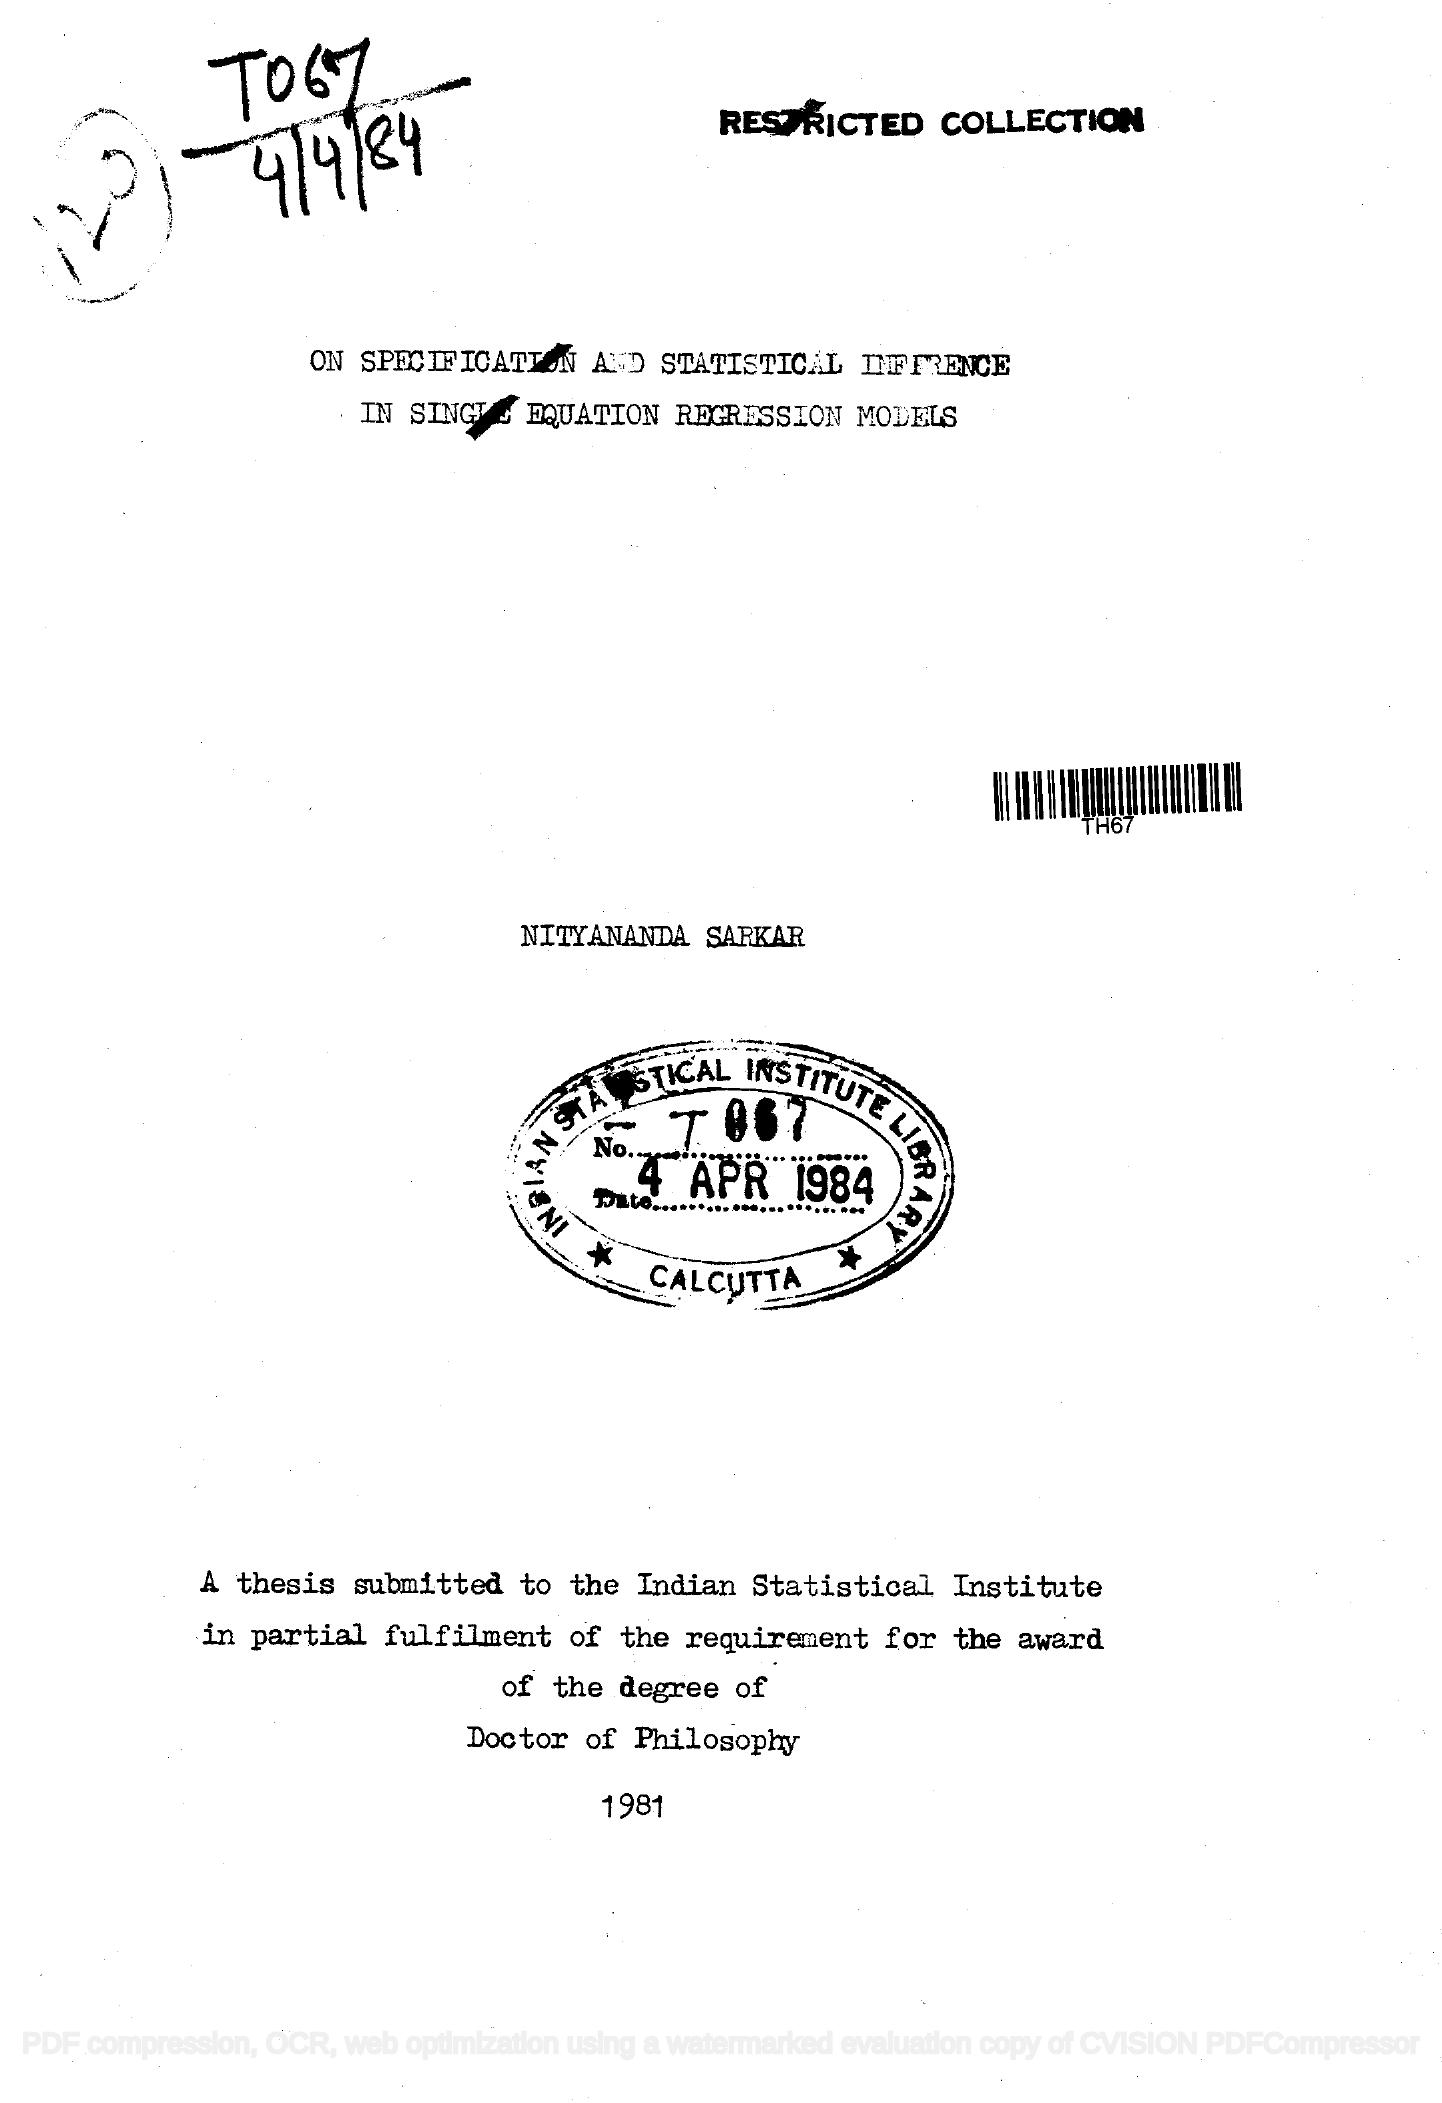 T067
4/4/84
RESTRICTED COLLECTION
ON SPECIFICATION AND STATISTICAL INFERENCE
IN SINGLE EQUATION REGRESSION MODELS
TH67
NITYANANDA SARKAR
INDIAN STATISTICAL INSTITUTE LIBRARY
No. T 067
Date 4 APR 1984
★ CALCUTTA ★
A thesis submitted to the Indian Statistical Institute
in partial fulfilment of the requirement for the award
of the degree of
Doctor of Philosophy
1981
PDF compression, OCR, web optimization using a watermarked evaluation copy of CVISION PDFCompressor